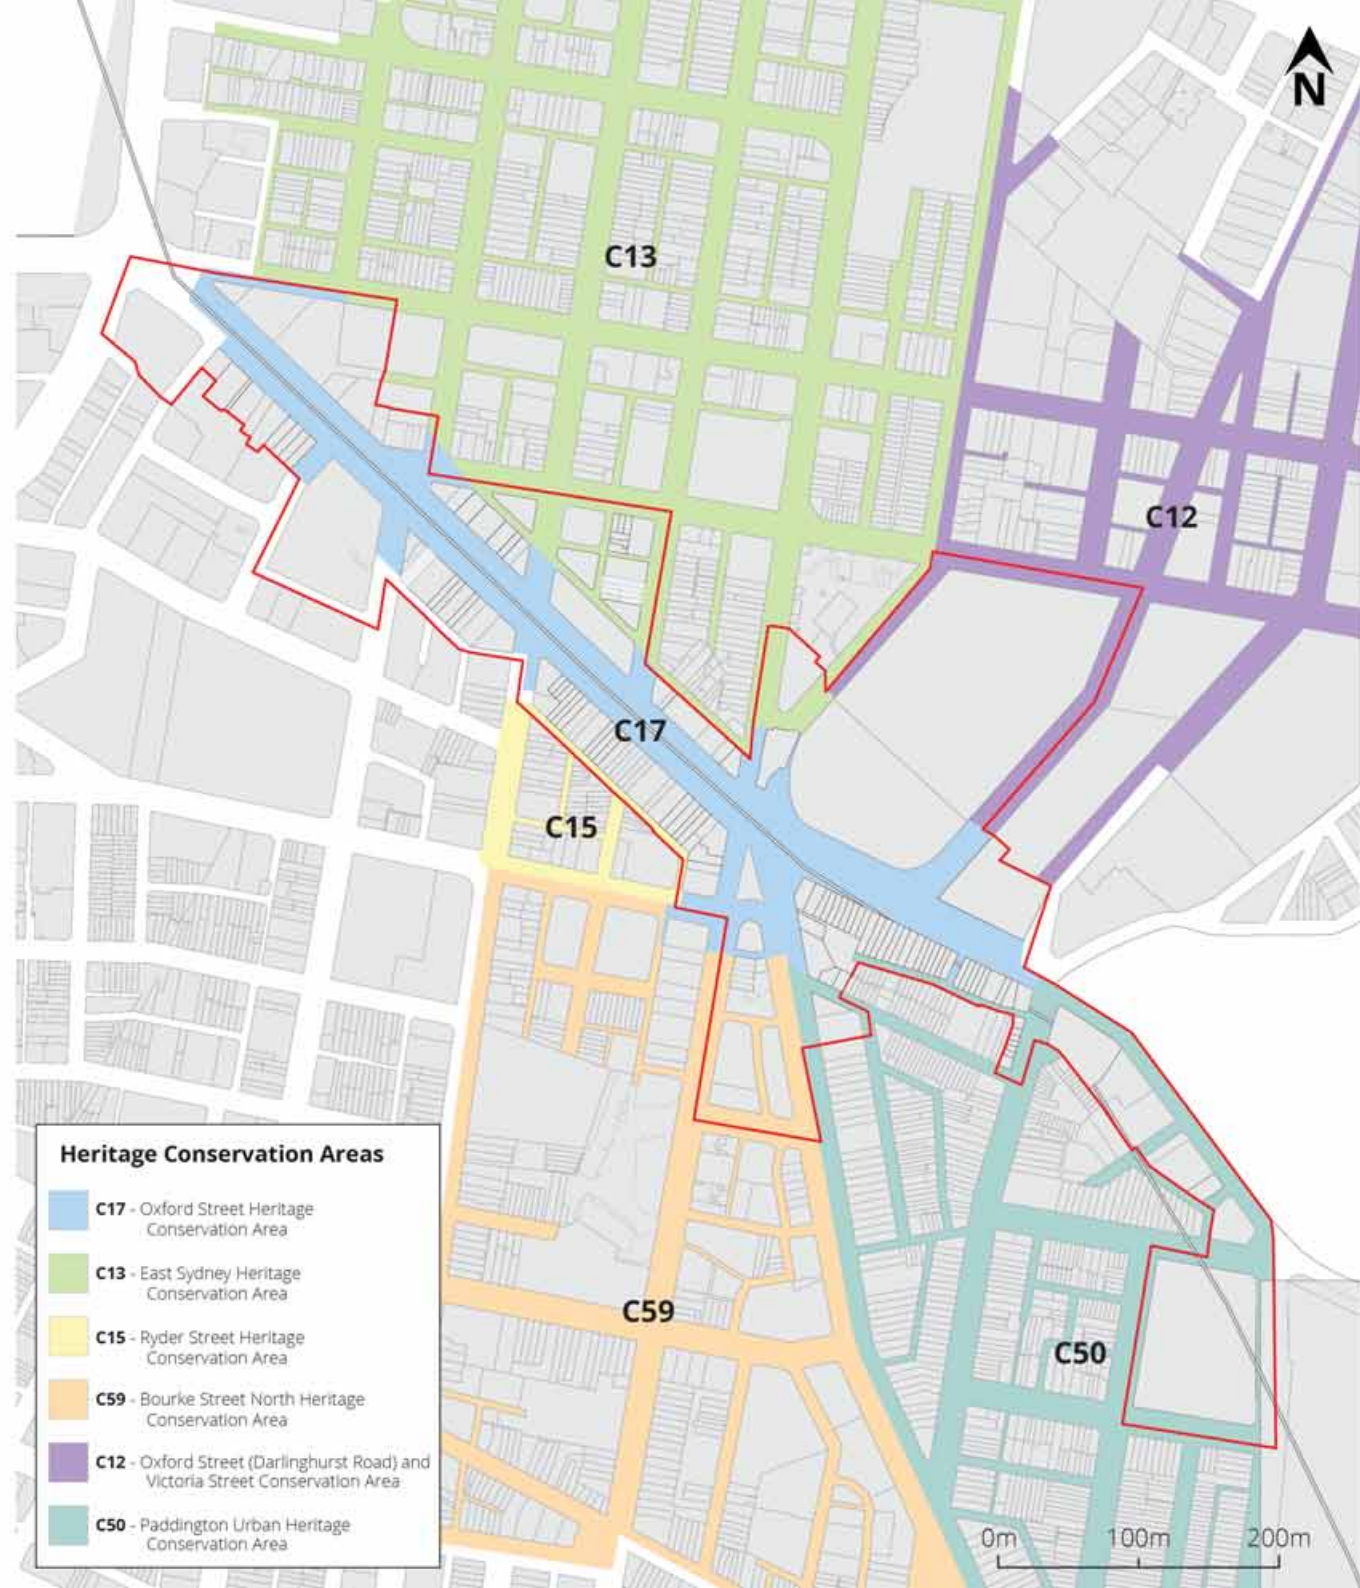 N
C13
C12
C17
C15
C59
C50
Heritage Conservation Areas
C17 - Oxford Street Heritage
Conservation Area
C13 - East Sydney Heritage
Conservation Area
C15 - Ryder Street Heritage
Conservation Area
C59 - Bourke Street North Heritage
Conservation Area
C12 - Oxford Street (Darlinghurst Road) and
Victoria Street Conservation Area
C50 - Paddington Urban Heritage
Conservation Area
0m 100m 200m